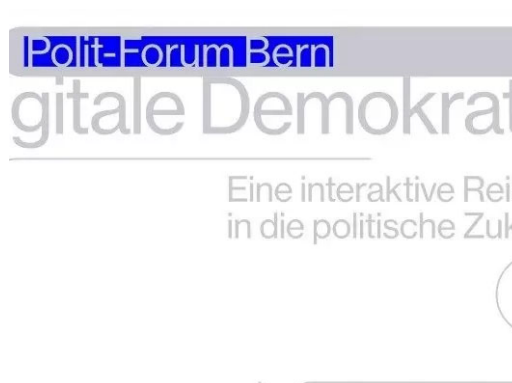 Polit-Forum Bern
gitale Demokrat
Eine interaktive Rei
in die politische Zuk